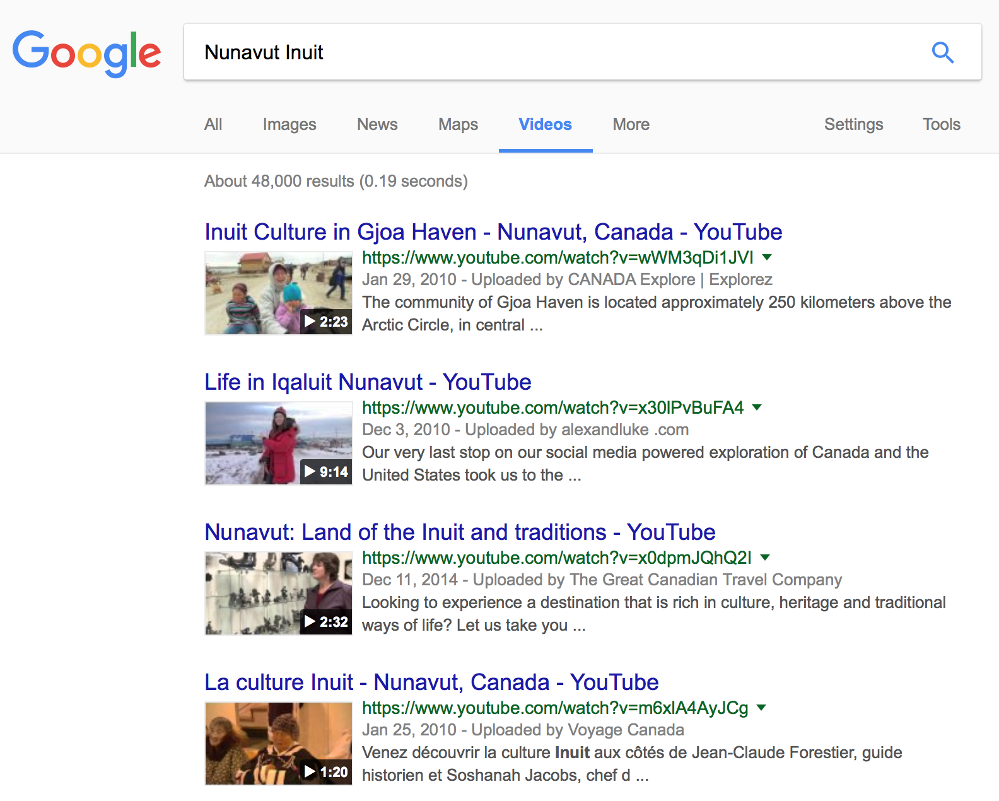 Google
Nunavut Inuit
All Images News Maps Videos More Settings Tools
About 48,000 results (0.19 seconds)
Inuit Culture in Gjoa Haven - Nunavut, Canada - YouTube
https://www.youtube.com/watch?v=wWM3qDi1JVI
Jan 29, 2010 - Uploaded by CANADA Explore | Explorez
The community of Gjoa Haven is located approximately 250 kilometers above the
Arctic Circle, in central ...
2:23
Life in Iqaluit Nunavut - YouTube
https://www.youtube.com/watch?v=x30lPvBuFA4
Dec 3, 2010 - Uploaded by alexandluke .com
Our very last stop on our social media powered exploration of Canada and the
United States took us to the ...
9:14
Nunavut: Land of the Inuit and traditions - YouTube
https://www.youtube.com/watch?v=x0dpmJQhQ2I
Dec 11, 2014 - Uploaded by The Great Canadian Travel Company
Looking to experience a destination that is rich in culture, heritage and traditional
ways of life? Let us take you ...
2:32
La culture Inuit - Nunavut, Canada - YouTube
https://www.youtube.com/watch?v=m6xlA4AyJCg
Jan 25, 2010 - Uploaded by Voyage Canada
Venez découvrir la culture Inuit aux côtés de Jean-Claude Forestier, guide
historien et Soshanah Jacobs, chef d ...
1:20